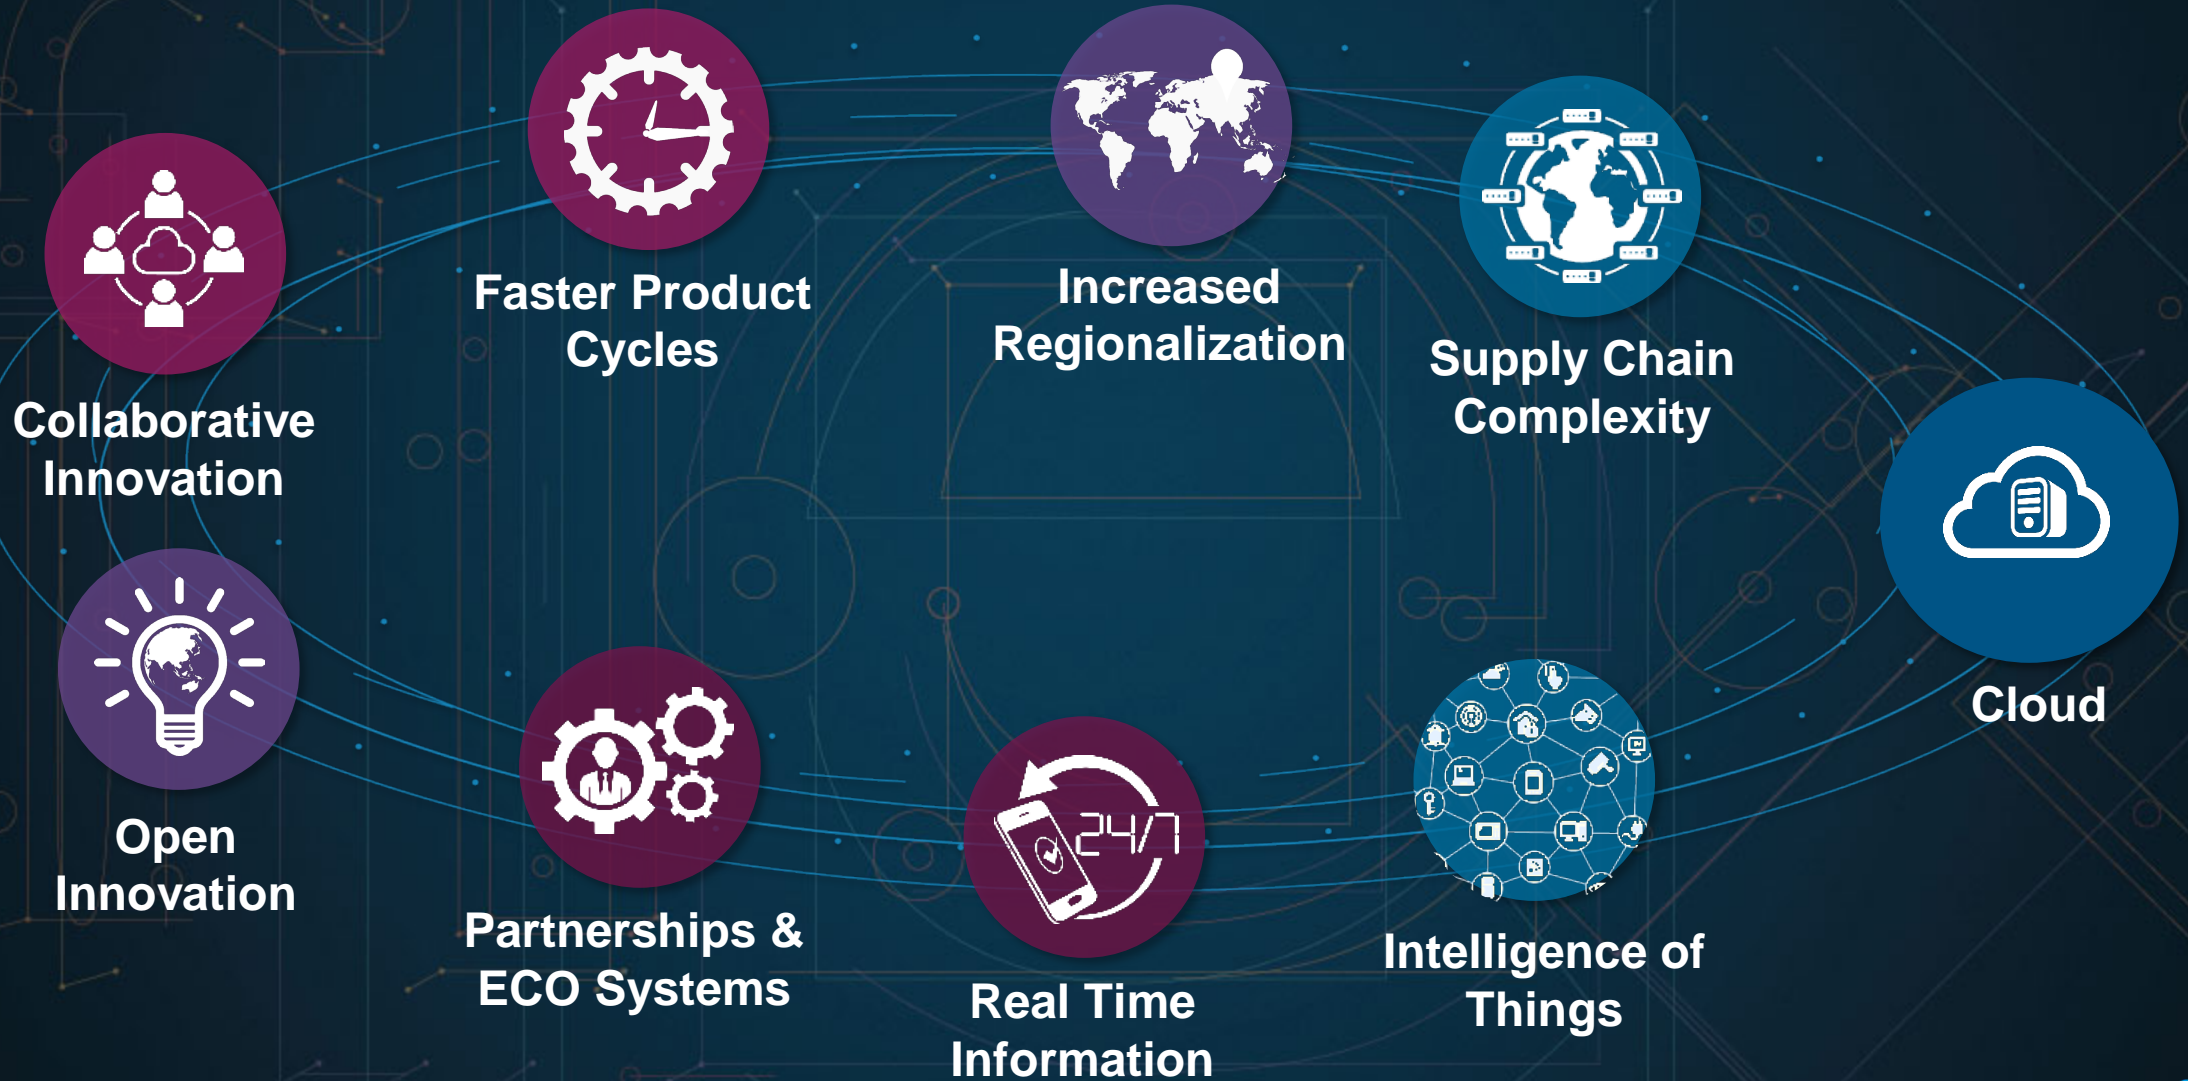 Faster Product
Cycles
Increased
Regionalization
Supply Chain
Complexity
Collaborative
Innovation
Cloud
Open
Innovation
24/7
Partnerships &
ECO Systems
Intelligence of
Things
Real Time
Information